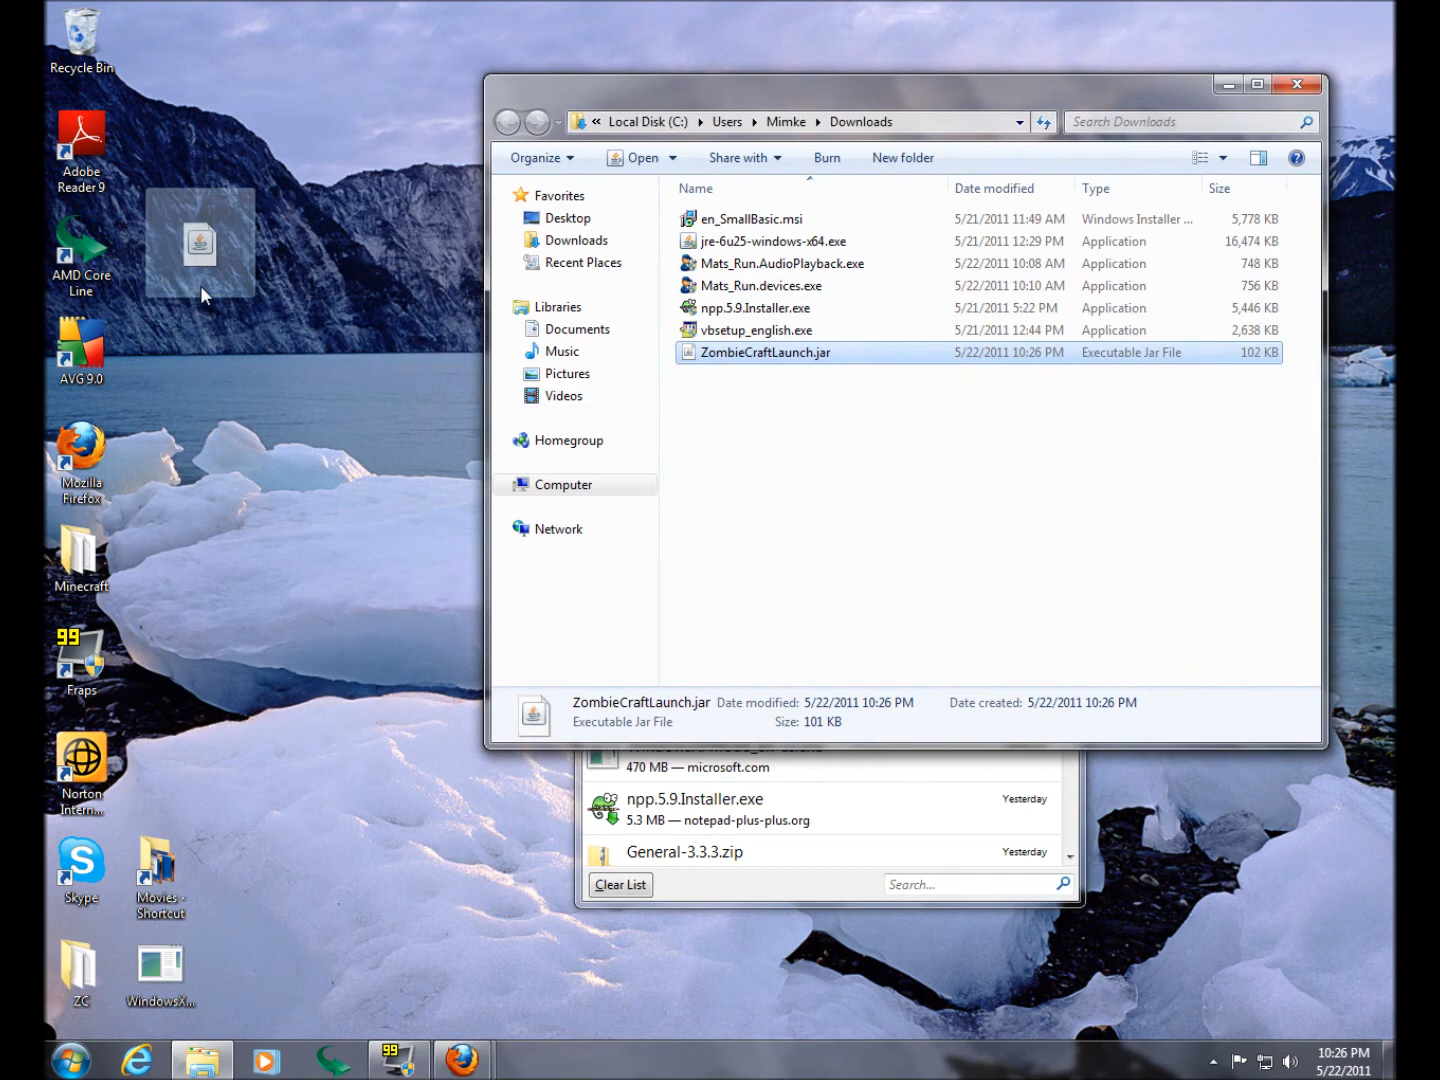 Recycle Bin
Adobe
Reader 9
AMD Core
Line
AVG 9.0
Mozilla
Firefox
Minecraft
99
Fraps
Norton
Intern...
Skype
Movies -
Shortcut
ZC
WindowsX...
« Local Disk (C:) Users Mimke Downloads
Search Downloads
Organize Open Share with Burn New folder
Favorites
Desktop
Downloads
Recent Places
Libraries
Documents
Music
Pictures
Videos
Homegroup
Computer
Network
Name Date modified Type Size
en_SmallBasic.msi 5/21/2011 11:49 AM Windows Installer ... 5,778 KB
jre-6u25-windows-x64.exe 5/21/2011 12:29 PM Application 16,474 KB
Mats_Run.AudioPlayback.exe 5/22/2011 10:08 AM Application 748 KB
Mats_Run.devices.exe 5/22/2011 10:10 AM Application 756 KB
npp.5.9.Installer.exe 5/21/2011 5:22 PM Application 5,446 KB
vbsetup_english.exe 5/21/2011 12:44 PM Application 2,638 KB
ZombieCraftLaunch.jar 5/22/2011 10:26 PM Executable Jar File 102 KB
ZombieCraftLaunch.jar Date modified: 5/22/2011 10:26 PM Date created: 5/22/2011 10:26 PM
Executable Jar File Size: 101 KB
470 MB — microsoft.com
npp.5.9.Installer.exe Yesterday
5.3 MB — notepad-plus-plus.org
General-3.3.3.zip Yesterday
Clear List Search...
99
10:26 PM
5/22/2011